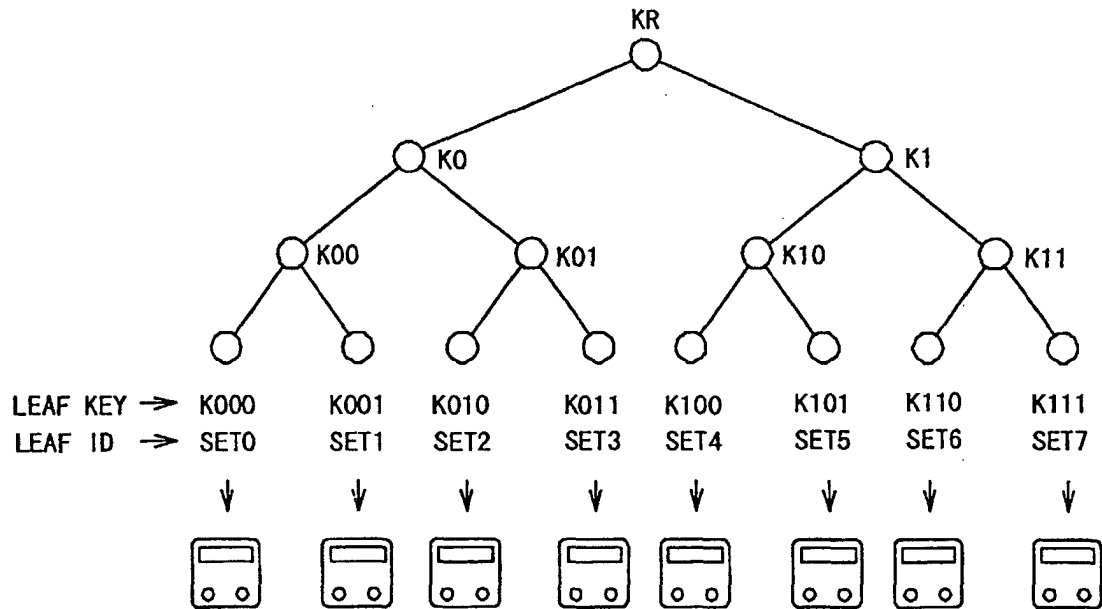 KR
K0 K1
K00 K01 K10 K11
LEAF KEY → K000 K001 K010 K011 K100 K101 K110 K111
LEAF ID → SET0 SET1 SET2 SET3 SET4 SET5 SET6 SET7